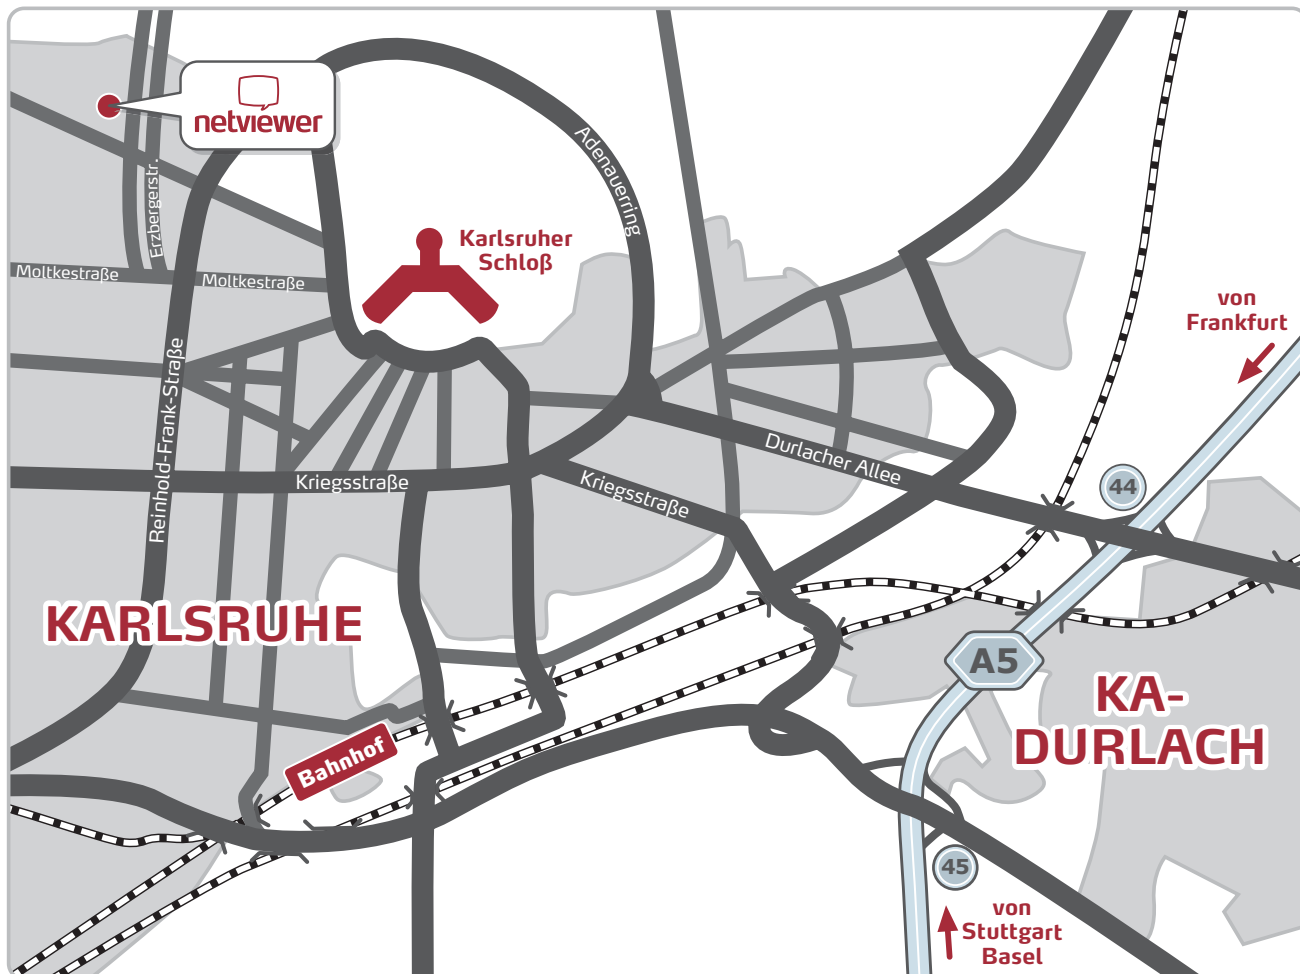 netviewer
Adenauerring
Erzbergerstr.
Karlsruher
Schloß
Moltkestraße
Moltkestraße
von
Frankfurt
Reinhold-Frank-Straße
Durlacher Allee
Kriegsstraße
Kriegsstraße
44
KARLSRUHE
A5
KA-
DURLACH
Bahnhof
45
von
Stuttgart
Basel